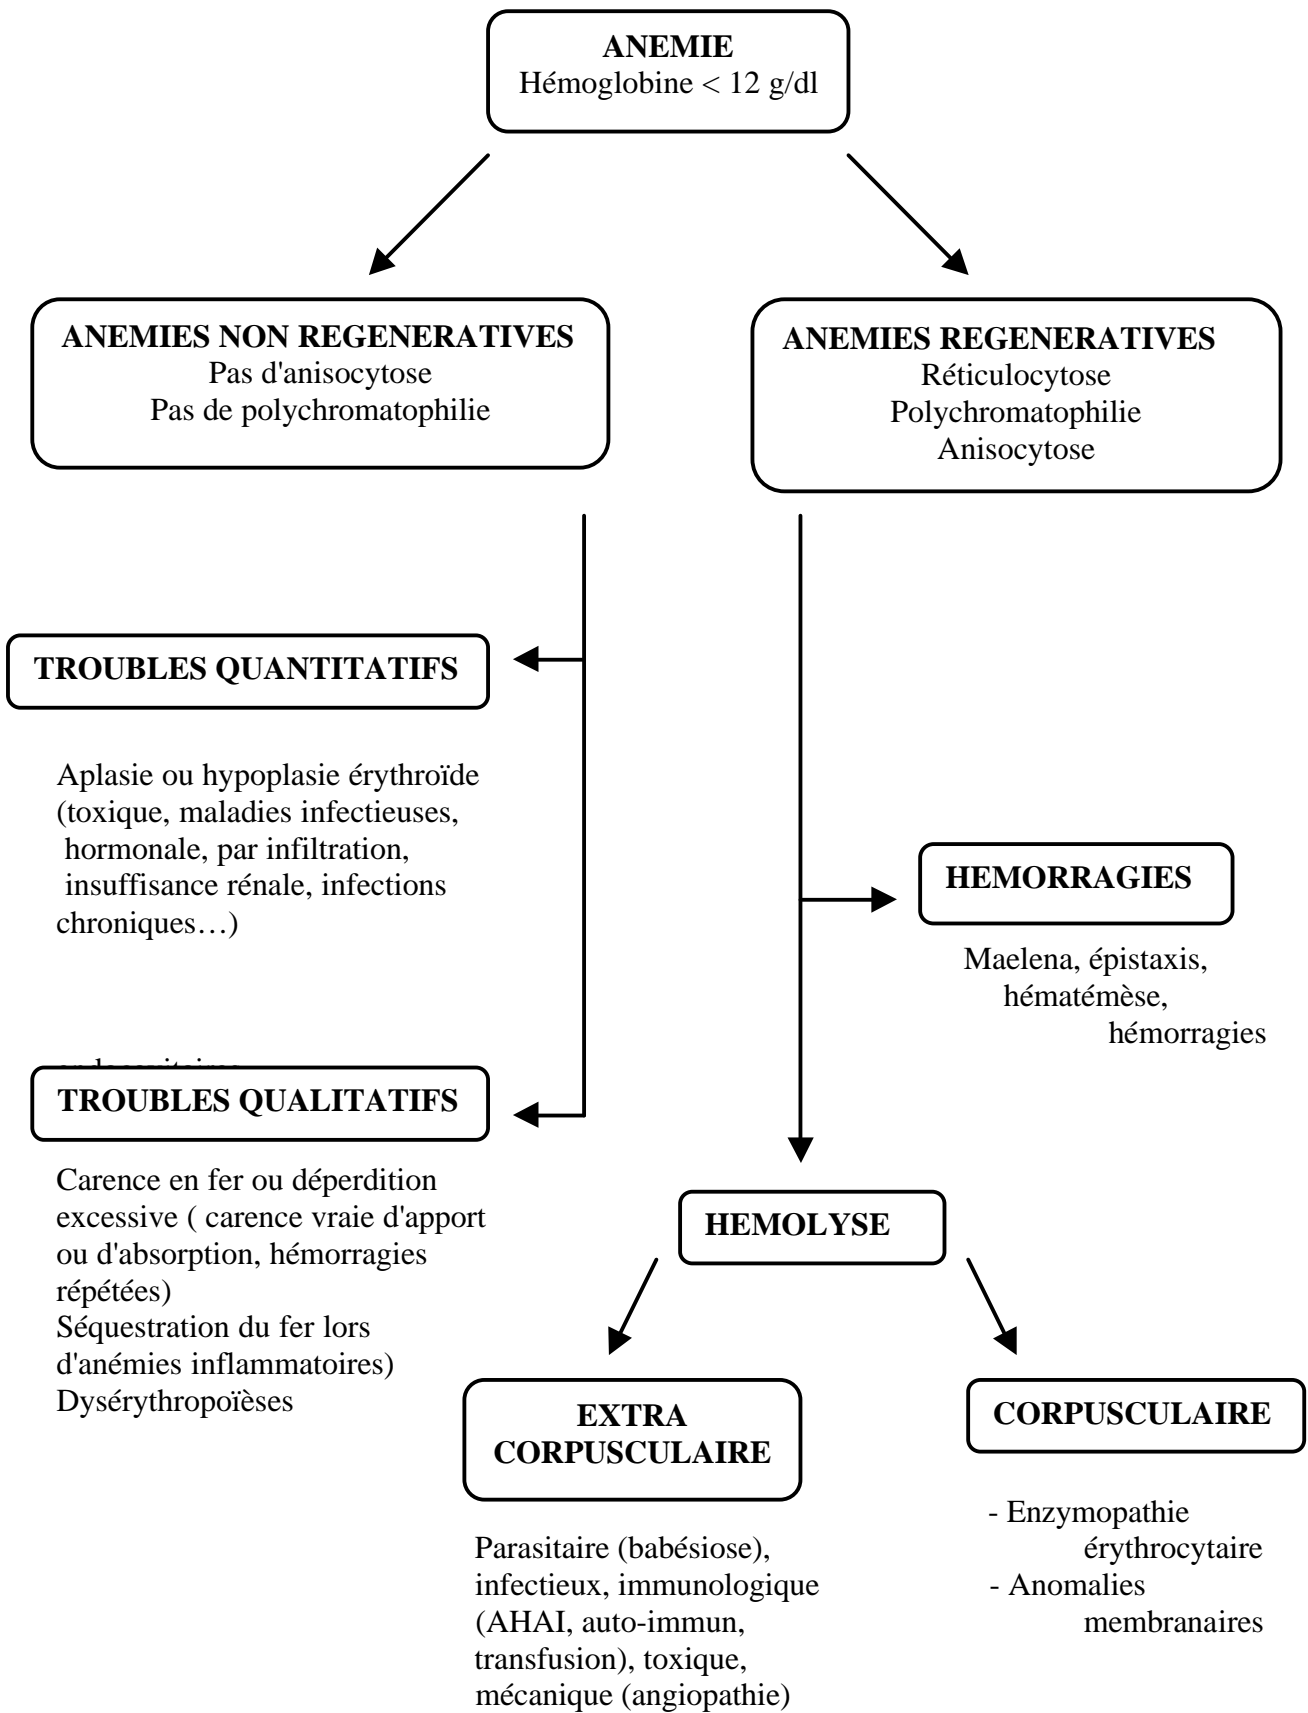 ANEMIE
Hémoglobine < 12 g/dl
ANEMIES NON REGENERATIVES
Pas d'anisocytose
Pas de polychromatophilie
ANEMIES REGENERATIVES
Réticulocytose
Polychromatophilie
Anisocytose
TROUBLES QUANTITATIFS
Aplasie ou hypoplasie érythroïde
(toxique, maladies infectieuses,
hormonale, par infiltration,
insuffisance rénale, infections
chroniques…)
HEMORRAGIES
Maelena, épistaxis,
hématémèse,
hémorragies
TROUBLES QUALITATIFS
Carence en fer ou déperdition
excessive ( carence vraie d'apport
ou d'absorption, hémorragies
répétées)
Séquestration du fer lors
d'anémies inflammatoires)
Dysérythropoïèses
HEMOLYSE
EXTRA
CORPUSCULAIRE
Parasitaire (babésiose),
infectieux, immunologique
(AHAI, auto-immun,
transfusion), toxique,
mécanique (angiopathie)
CORPUSCULAIRE
- Enzymopathie
érythrocytaire
- Anomalies
membranaires